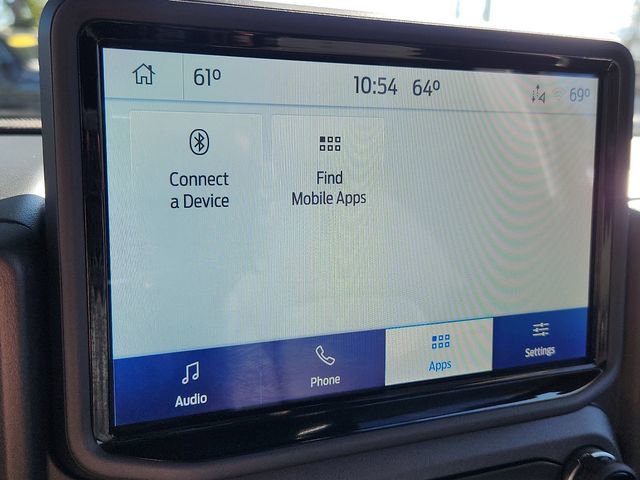 61° 10:54 64° 69°
Connect
a Device
Find
Mobile Apps
Audio Phone Apps Settings